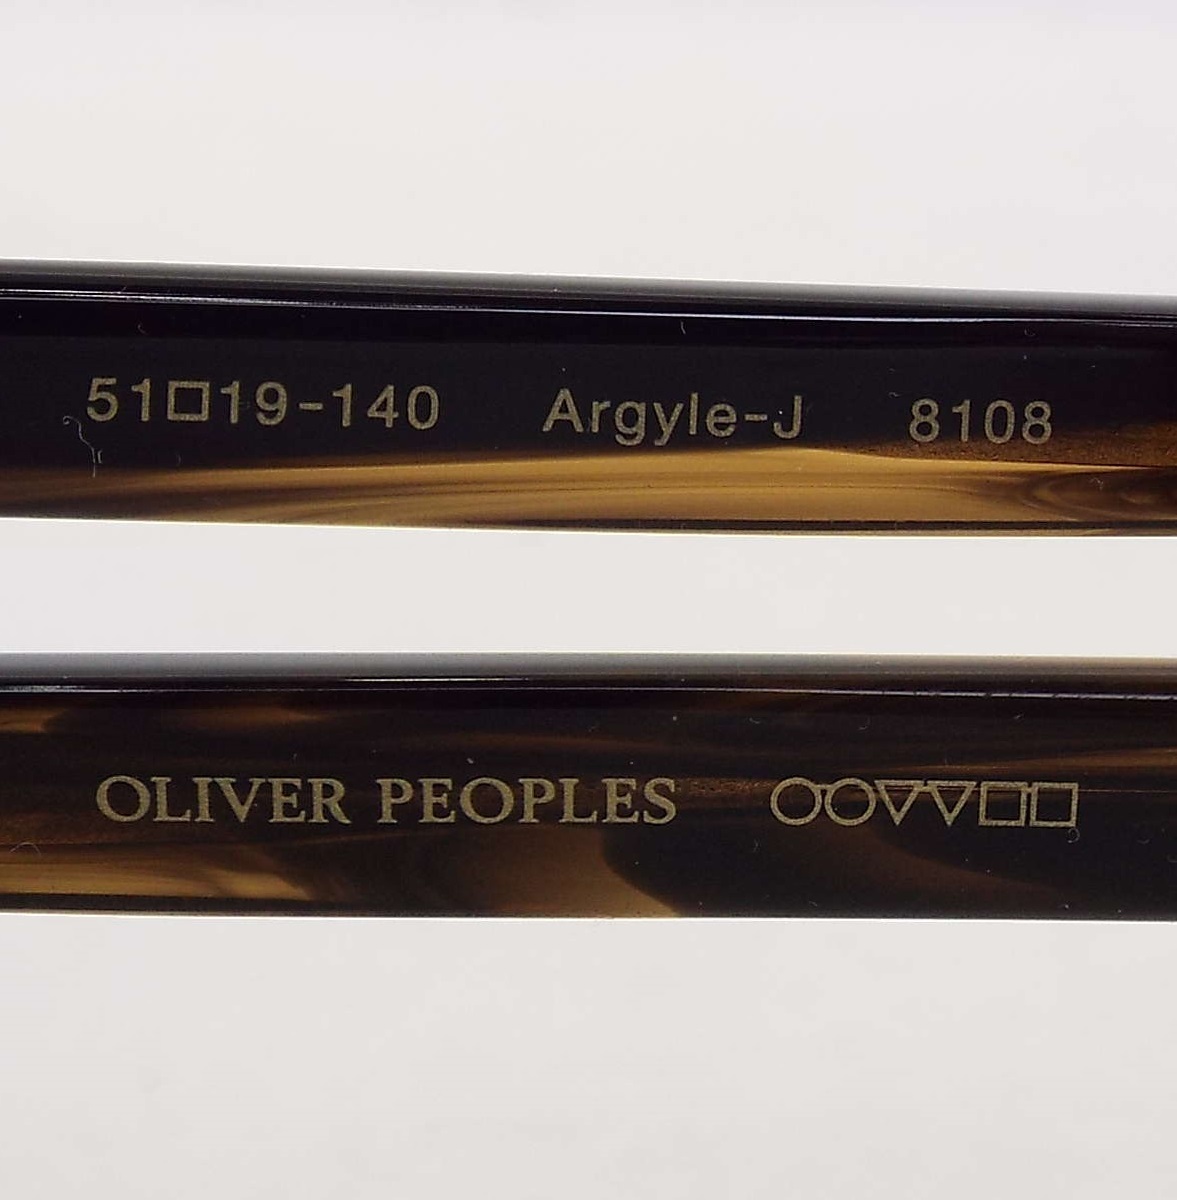 51□19-140 Argyle-J 8108
OLIVER PEOPLES